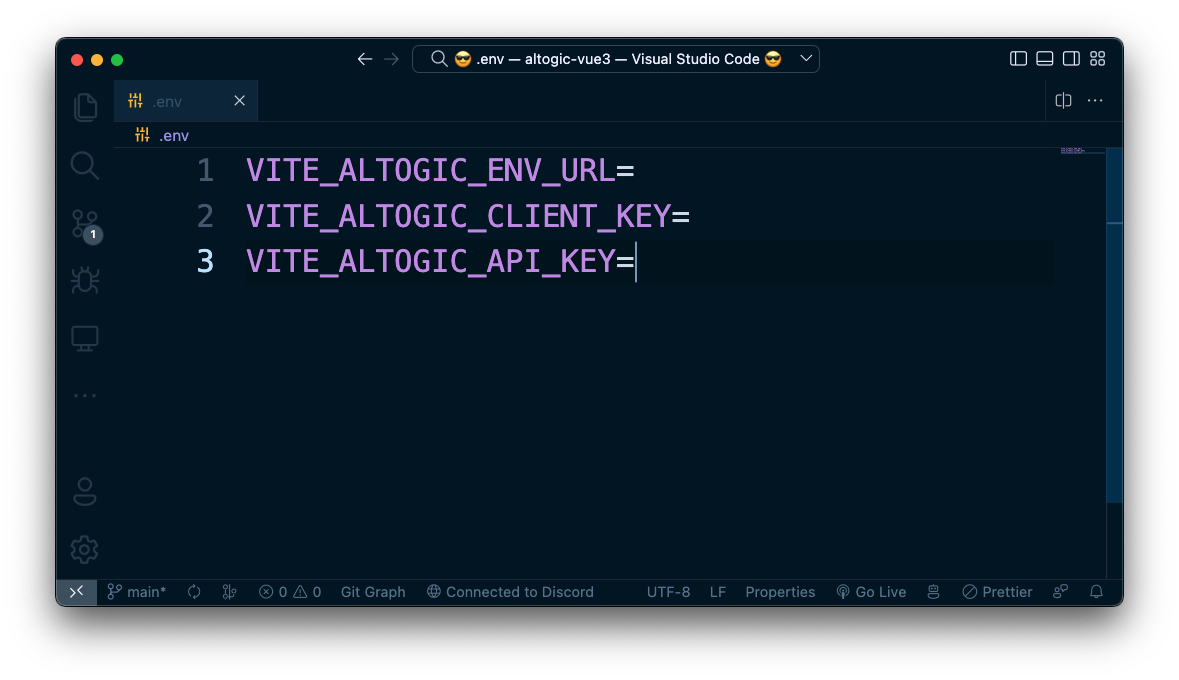 😎 .env — altogic-vue3 — Visual Studio Code 😎
.env
.env
1 VITE_ALTOGIC_ENV_URL=
2 VITE_ALTOGIC_CLIENT_KEY=
3 VITE_ALTOGIC_API_KEY=
1
main* 0 0 Git Graph Connected to Discord UTF-8 LF Properties Go Live Prettier